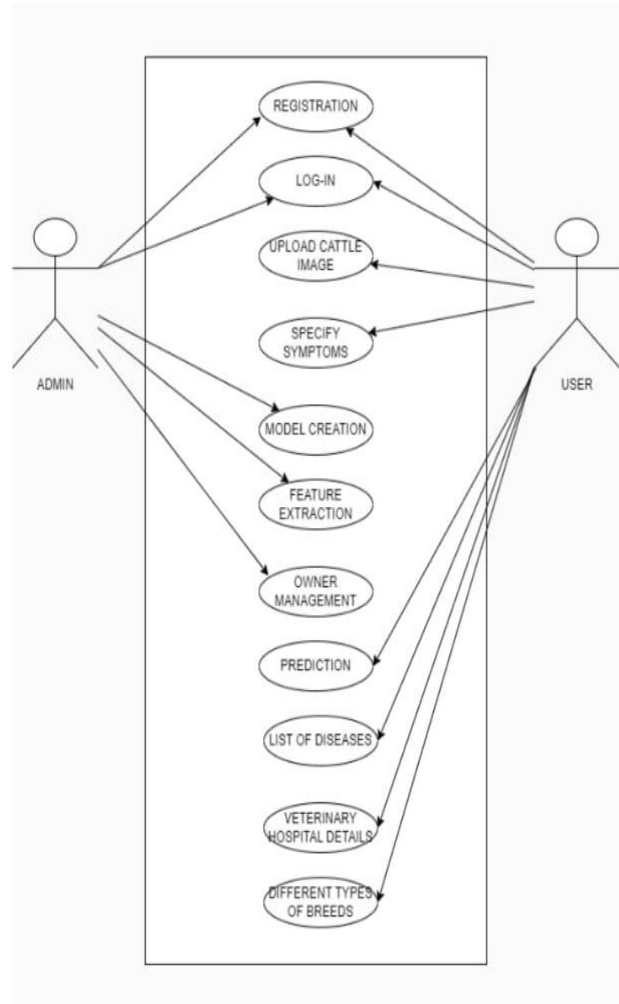 REGISTRATION
LOG-IN
UPLOAD CATTLE
IMAGE
SPECIFY
SYMPTOMS
ADMIN
USER
MODEL CREATION
FEATURE
EXTRACTION
OWNER
MANAGEMENT
PREDICTION
LIST OF DISEASES
VETERINARY
HOSPITAL DETAILS
DIFFERENT TYPES
OF BREEDS